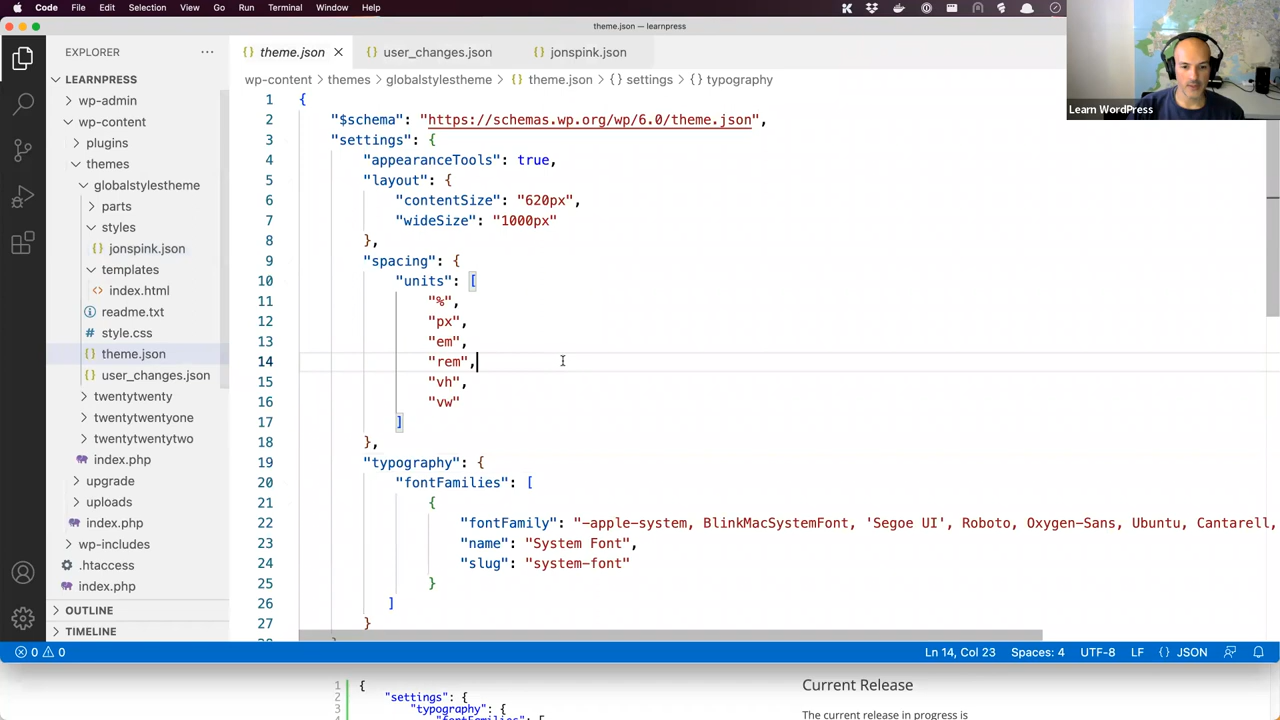 Code File Edit Selection View Go Run Terminal Window Help
theme.json — learnpress
EXPLORER
theme.json
user_changes.json
jonspink.json
LEARNPRESS
wp-content › themes › globalstylestheme › {} theme.json › {} settings › {} typography
wp-admin
wp-content
plugins
themes
globalstylestheme
parts
styles
{} jonspink.json
templates
<> index.html
readme.txt
# style.css
{} theme.json
{} user_changes.json
twentytwenty
twentytwentyone
twentytwentytwo
index.php
upgrade
uploads
index.php
wp-includes
.htaccess
index.php
OUTLINE
TIMELINE
1 {
2 "$schema": "https://schemas.wp.org/wp/6.0/theme.json",
3 "settings": {
4 "appearanceTools": true,
5 "layout": {
6 "contentSize": "620px",
7 "wideSize": "1000px"
8 },
9 "spacing": {
10 "units": [
11 "%",
12 "px",
13 "em",
14 "rem",
15 "vh",
16 "vw"
17 ]
18 },
19 "typography": {
20 "fontFamilies": [
21 {
22 "fontFamily": "-apple-system, BlinkMacSystemFont, 'Segoe UI', Roboto, Oxygen-Sans, Ubuntu, Cantarell,
23 "name": "System Font",
24 "slug": "system-font"
25 }
26 ]
27 }
Learn WordPress
0 0
Ln 14, Col 23
Spaces: 4
UTF-8
LF
{} JSON
1 {
2 "settings": {
3 "typography": {
4 "fontFamilies": [
Current Release
The current release in progress is